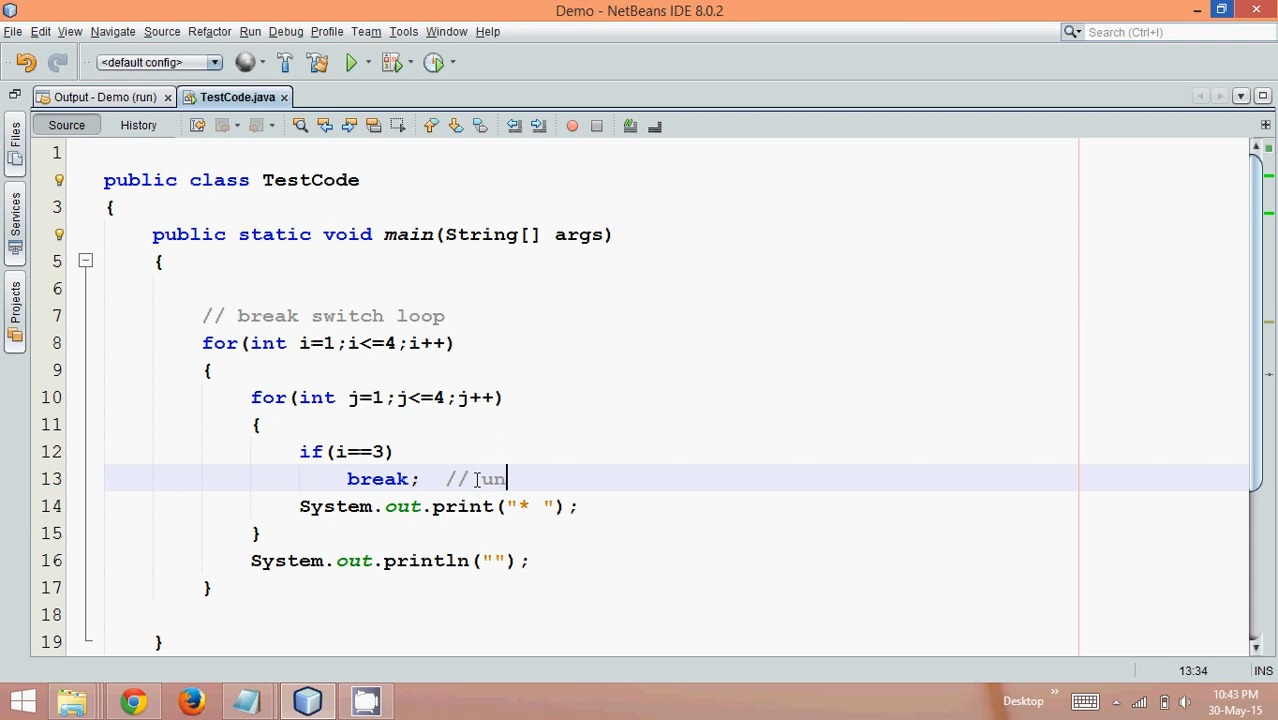 Demo - NetBeans IDE 8.0.2
File Edit View Navigate Source Refactor Run Debug Profile Team Tools Window Help
Search (Ctrl+I)
<default config>
Output - Demo (run) × TestCode.java ×
Source History
Files
Services
Projects
1
public class TestCode
3 {
public static void main(String[] args)
5 {
6
7 // break switch loop
8 for(int i=1;i<=4;i++)
9 {
10 for(int j=1;j<=4;j++)
11 {
12 if(i==3)
13 break; // un
14 System.out.print("* ");
15 }
16 System.out.println("");
17 }
18
19 }
13:34 INS
Desktop
10:43 PM
30-May-15